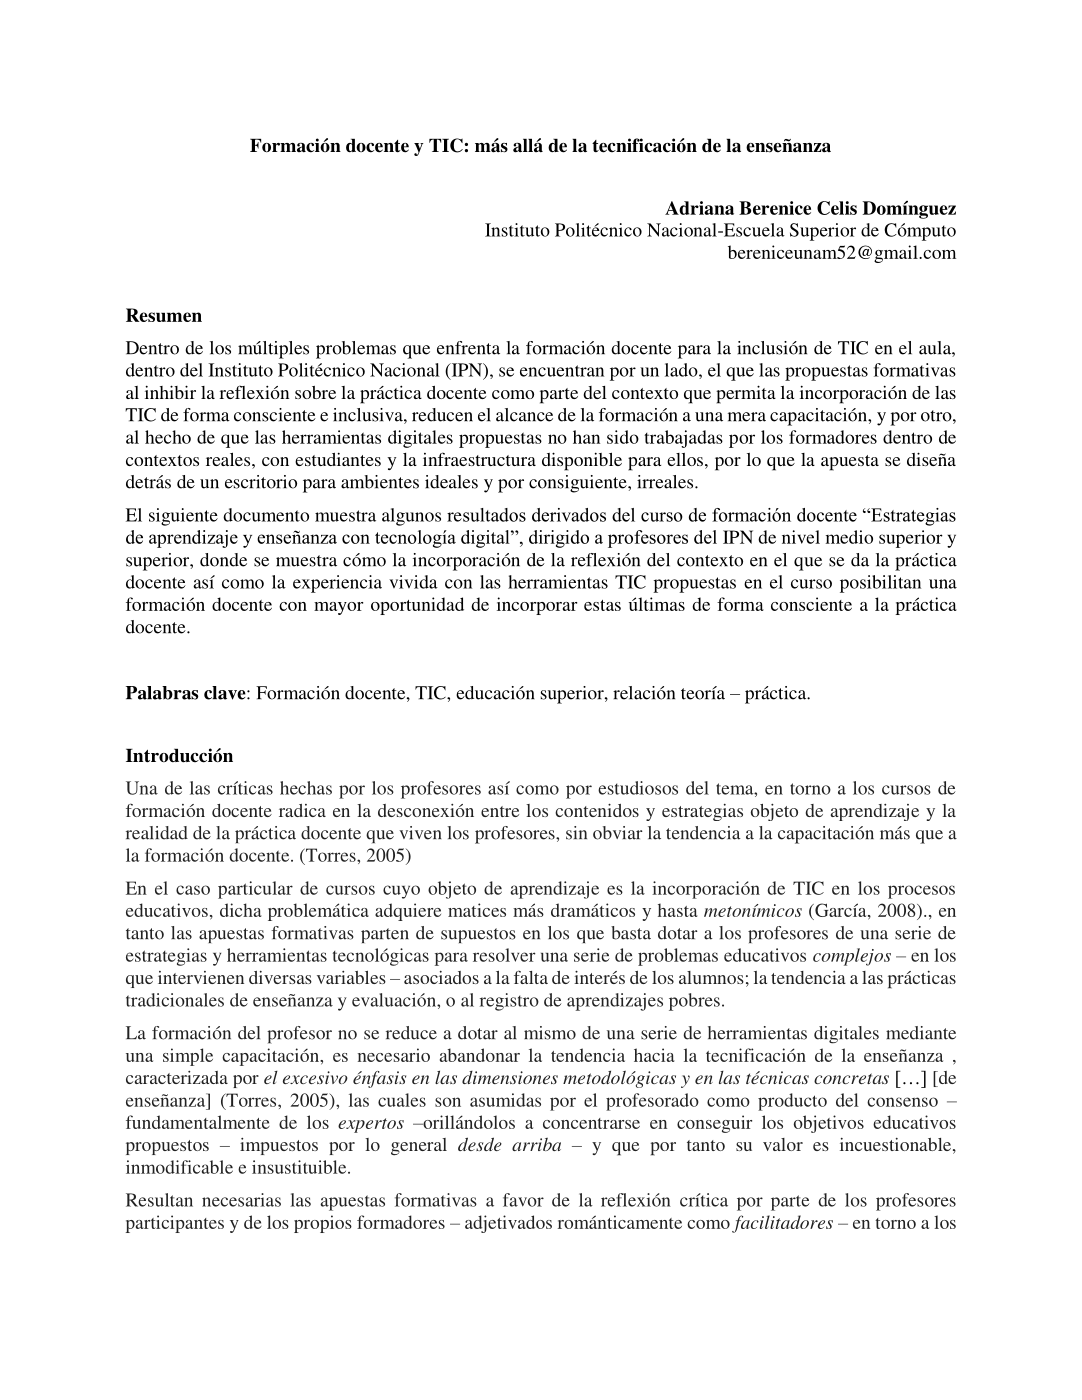 Formación docente y TIC: más allá de la tecnificación de la enseñanza
Adriana Berenice Celis Domínguez
Instituto Politécnico Nacional-Escuela Superior de Cómputo
bereniceunam52@gmail.com
Resumen
Dentro de los múltiples problemas que enfrenta la formación docente para la inclusión de TIC en el aula,
dentro del Instituto Politécnico Nacional (IPN), se encuentran por un lado, el que las propuestas formativas
al inhibir la reflexión sobre la práctica docente como parte del contexto que permita la incorporación de las
TIC de forma consciente e inclusiva, reducen el alcance de la formación a una mera capacitación, y por otro,
al hecho de que las herramientas digitales propuestas no han sido trabajadas por los formadores dentro de
contextos reales, con estudiantes y la infraestructura disponible para ellos, por lo que la apuesta se diseña
detrás de un escritorio para ambientes ideales y por consiguiente, irreales.
El siguiente documento muestra algunos resultados derivados del curso de formación docente “Estrategias
de aprendizaje y enseñanza con tecnología digital”, dirigido a profesores del IPN de nivel medio superior y
superior, donde se muestra cómo la incorporación de la reflexión del contexto en el que se da la práctica
docente así como la experiencia vivida con las herramientas TIC propuestas en el curso posibilitan una
formación docente con mayor oportunidad de incorporar estas últimas de forma consciente a la práctica
docente.
Palabras clave: Formación docente, TIC, educación superior, relación teoría – práctica.
Introducción
Una de las críticas hechas por los profesores así como por estudiosos del tema, en torno a los cursos de
formación docente radica en la desconexión entre los contenidos y estrategias objeto de aprendizaje y la
realidad de la práctica docente que viven los profesores, sin obviar la tendencia a la capacitación más que a
la formación docente. (Torres, 2005)
En el caso particular de cursos cuyo objeto de aprendizaje es la incorporación de TIC en los procesos
educativos, dicha problemática adquiere matices más dramáticos y hasta metonímicos (García, 2008)., en
tanto las apuestas formativas parten de supuestos en los que basta dotar a los profesores de una serie de
estrategias y herramientas tecnológicas para resolver una serie de problemas educativos complejos – en los
que intervienen diversas variables – asociados a la falta de interés de los alumnos; la tendencia a las prácticas
tradicionales de enseñanza y evaluación, o al registro de aprendizajes pobres.
La formación del profesor no se reduce a dotar al mismo de una serie de herramientas digitales mediante
una simple capacitación, es necesario abandonar la tendencia hacia la tecnificación de la enseñanza ,
caracterizada por el excesivo énfasis en las dimensiones metodológicas y en las técnicas concretas […] [de
enseñanza] (Torres, 2005), las cuales son asumidas por el profesorado como producto del consenso –
fundamentalmente de los expertos –orillándolos a concentrarse en conseguir los objetivos educativos
propuestos – impuestos por lo general desde arriba – y que por tanto su valor es incuestionable,
inmodificable e insustituible.
Resultan necesarias las apuestas formativas a favor de la reflexión crítica por parte de los profesores
participantes y de los propios formadores – adjetivados románticamente como facilitadores – en torno a los